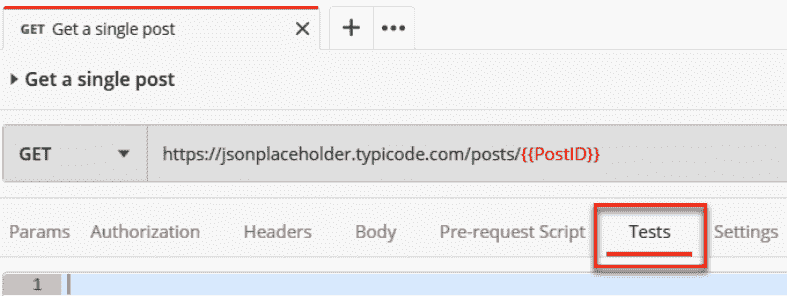 GET Get a single post
Get a single post
GET https://jsonplaceholder.typicode.com/posts/{{PostID}}
Params Authorization Headers Body Pre-request Script Tests Settings
1